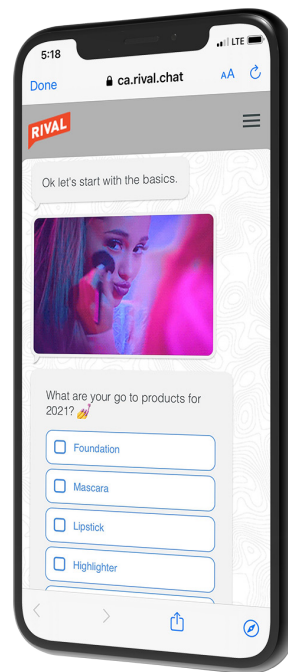 5:18
LTE
Done
ca.rival.chat
AA
RIVAL
Ok let's start with the basics.
What are your go to products for
2021? 💅
Foundation
Mascara
Lipstick
Highlighter